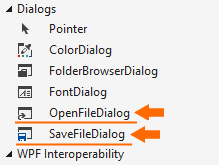 Dialogs
Pointer
ColorDialog
FolderBrowserDialog
FontDialog
OpenFileDialog
SaveFileDialog
WPF Interoperability